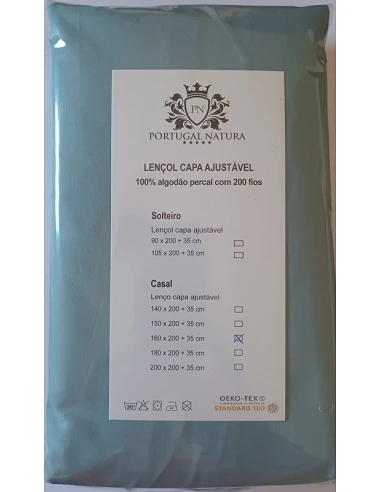 PN
PORTUGAL NATURA
LENÇOL CAPA AJUSTÁVEL
100% algodão percal com 200 fios
Solteiro
Lençol capa ajustável
90 x 200 + 35 cm
105 x 200 + 35 cm
Casal
Lenço capa ajustável
140 x 200 + 35 cm
150 x 200 + 35 cm
160 x 200 + 35 cm
180 x 200 + 35 cm
200 x 200 + 35 cm
OEKO-TEX
STANDARD 100